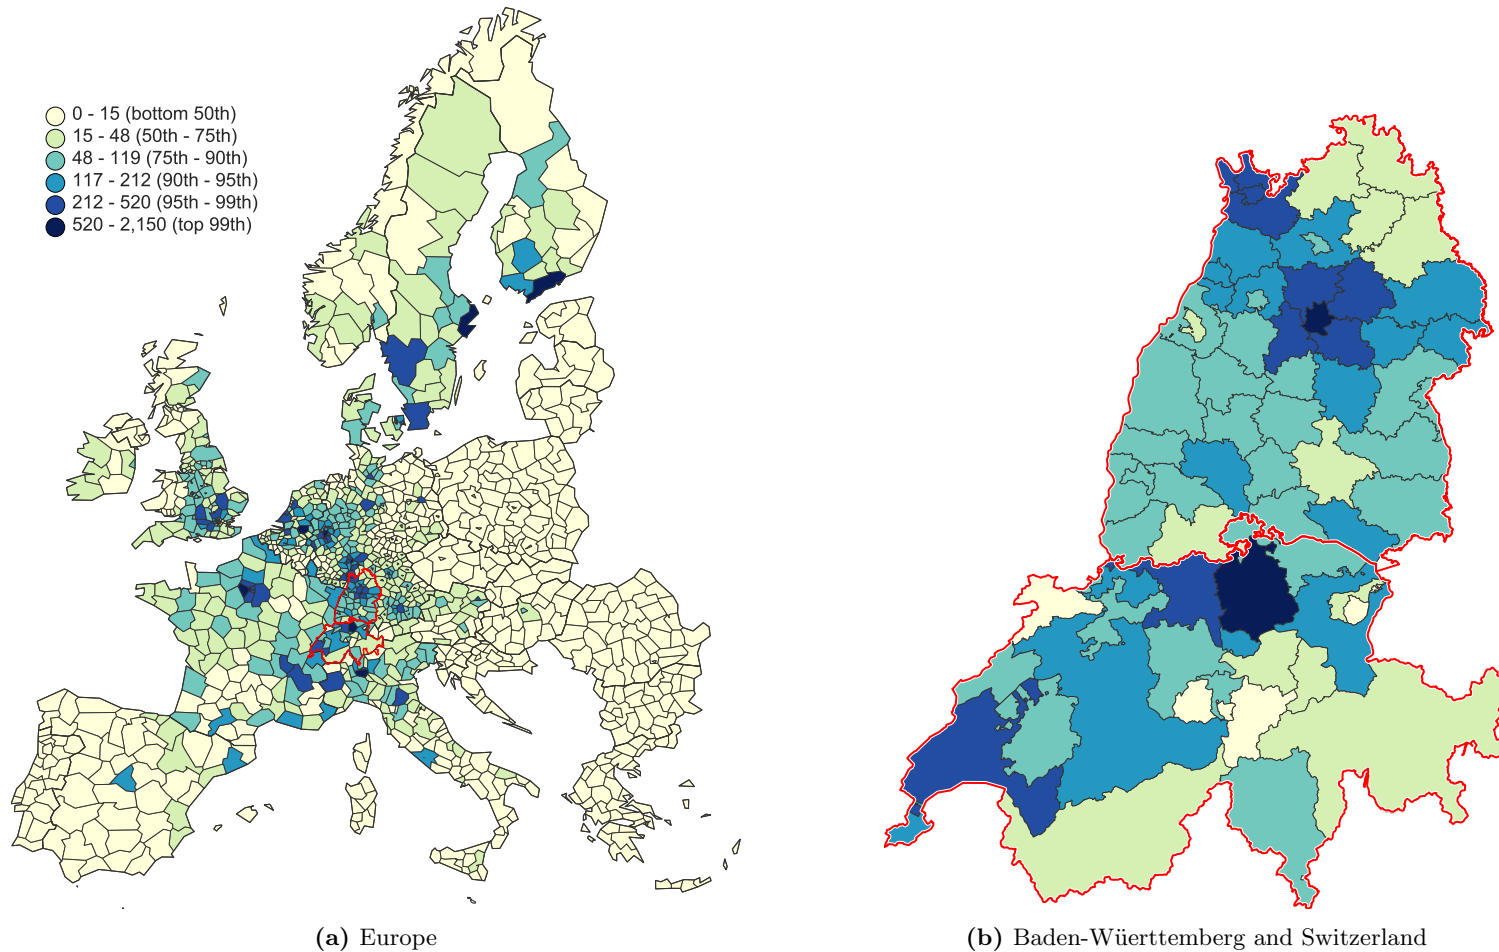 0 - 15 (bottom 50th)
15 - 48 (50th - 75th)
48 - 119 (75th - 90th)
117 - 212 (90th - 95th)
212 - 520 (95th - 99th)
520 - 2,150 (top 99th)
(a) Europe
(b) Baden-Wüerttemberg and Switzerland